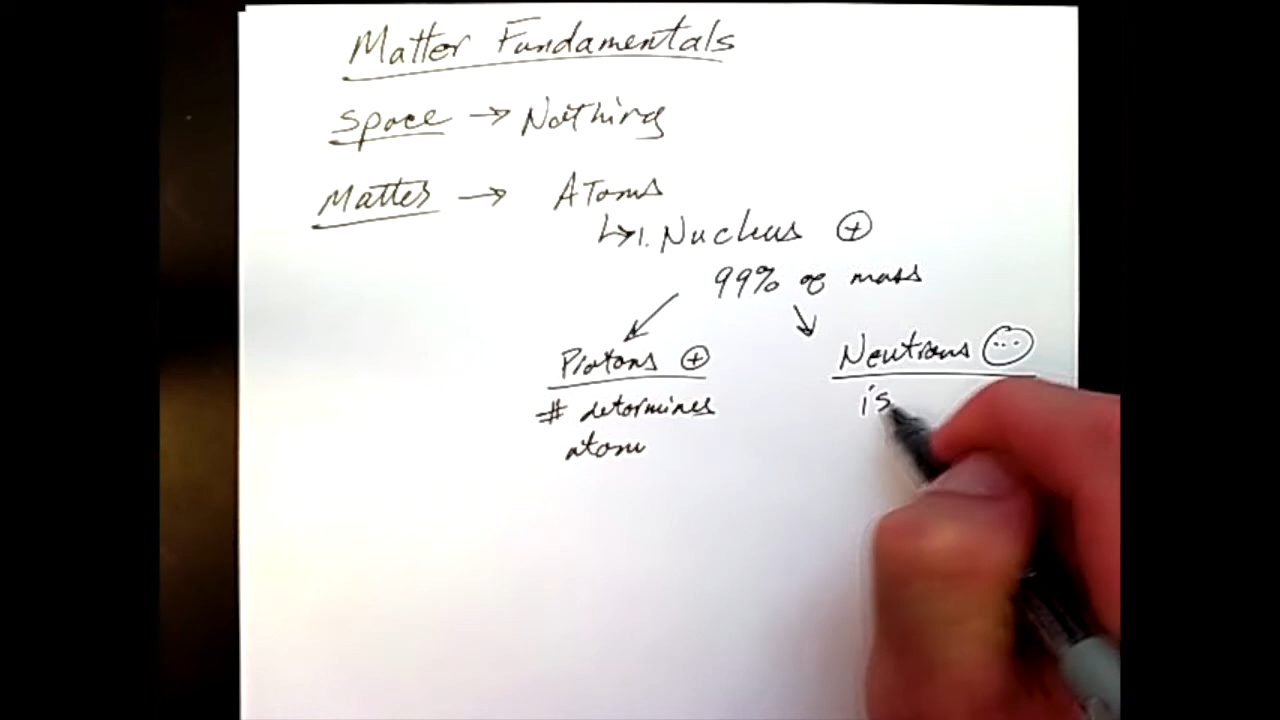 Matter Fundamentals
Space → Nothing
Matter → Atoms
↳ 1. Nucleus ⊕
99% of mass
Protons ⊕
# determines
atom
Neutrons
is